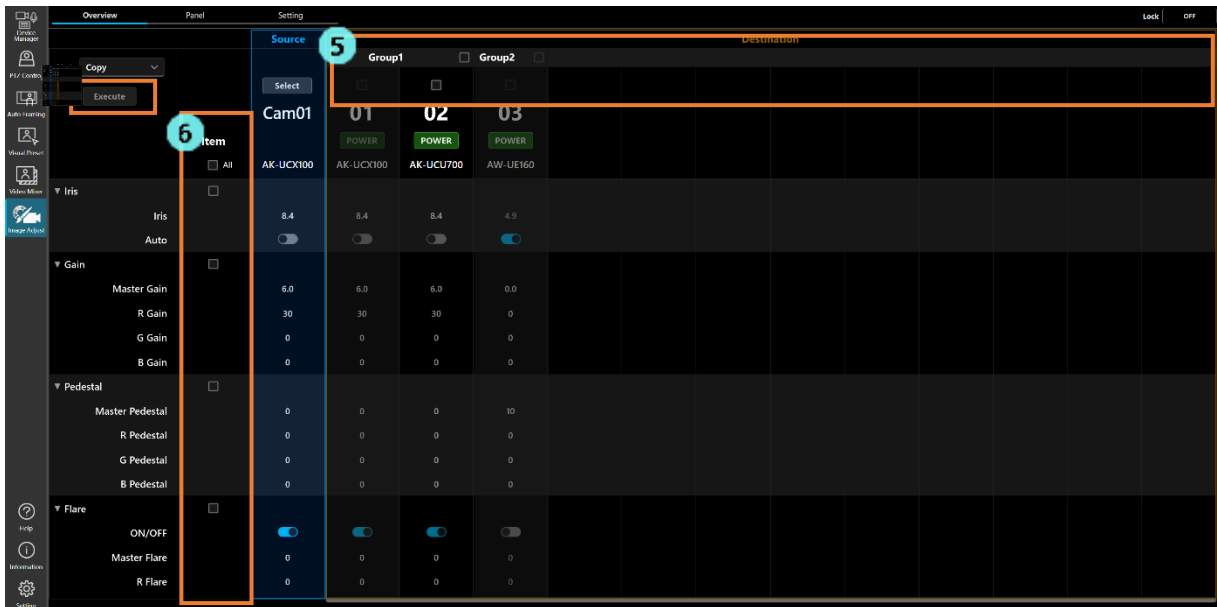 Overview Panel Setting Lock OFF
Device
Manager
Source 5 Destination
Group1 Group2
PTZ Control
Copy
Select
Execute
Auto Framing
Cam01 01 02 03
6 Item
POWER POWER POWER
Visual Preset
All AK-UCX100 AK-UCX100 AK-UCU700 AW-UE160
Video Mixer
Iris
Image Adjust
Iris 8.4 8.4 8.4 4.9
Auto
Gain
Master Gain 6.0 6.0 6.0 0.0
R Gain 30 30 30 0
G Gain 0 0 0 0
B Gain 0 0 0 0
Pedestal
Master Pedestal 0 0 0 10
R Pedestal 0 0 0 0
G Pedestal 0 0 0 0
B Pedestal 0 0 0 0
Flare
Help
ON/OFF
Master Flare 0 0 0 0
Information
R Flare 0 0 0 0
Setting